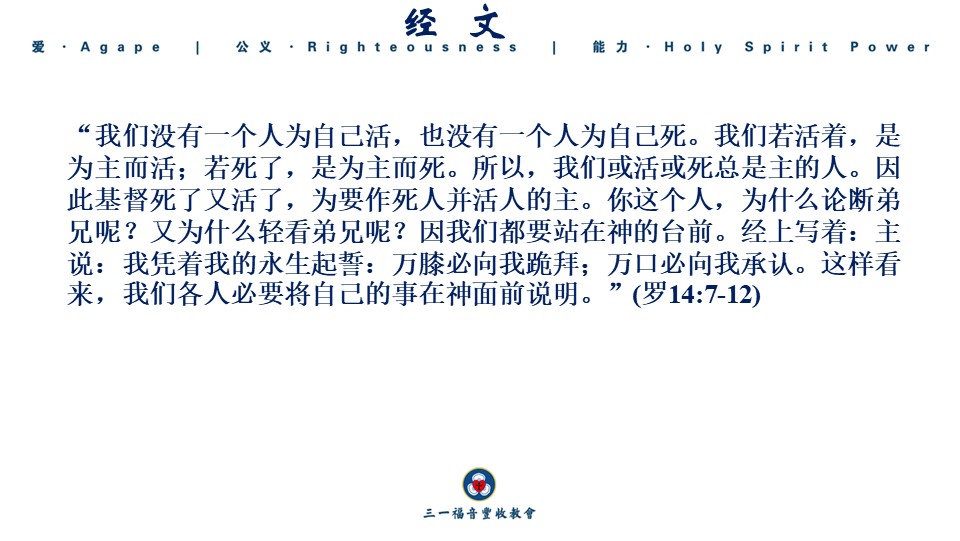 经 文
爱 · Agape | 公义 · Righteousness | 能力 · Holy Spirit Power
“我们没有一个人为自己活，也没有一个人为自己死。我们若活着，是
为主而活；若死了，是为主而死。所以，我们或活或死总是主的人。因
此基督死了又活了，为要作死人并活人的主。你这个人，为什么论断弟
兄呢？又为什么轻看弟兄呢？因我们都要站在神的台前。经上写着：主
说：我凭着我的永生起誓：万膝必向我跪拜；万口必向我承认。这样看
来，我们各人必要将自己的事在神面前说明。”(罗14:7-12)
三一福音豐收教會